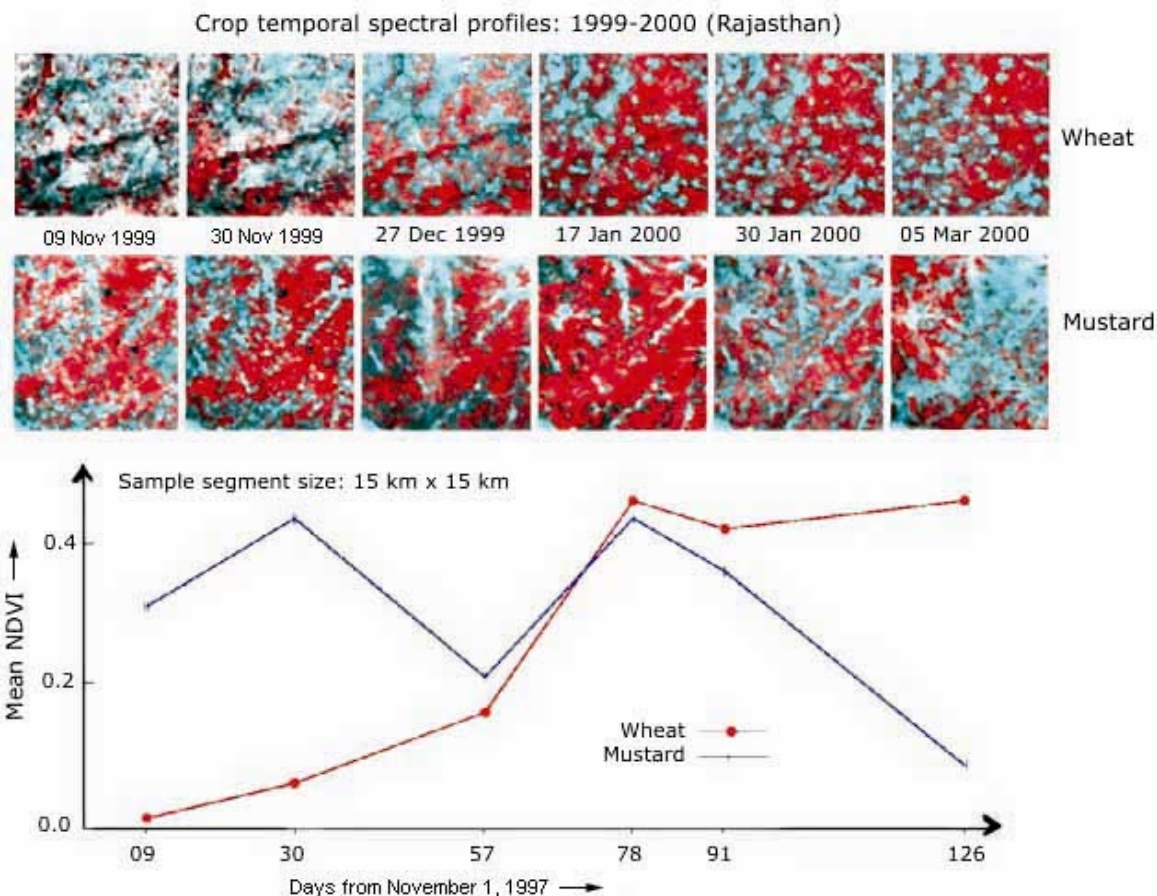 Crop temporal spectral profiles: 1999-2000 (Rajasthan)
Wheat
09 Nov 1999 30 Nov 1999 27 Dec 1999 17 Jan 2000 30 Jan 2000 05 Mar 2000
Mustard
Sample segment size: 15 km x 15 km
Mean NDVI
0.4
0.2
0.0
Wheat
Mustard
09 30 57 78 91 126
Days from November 1, 1997